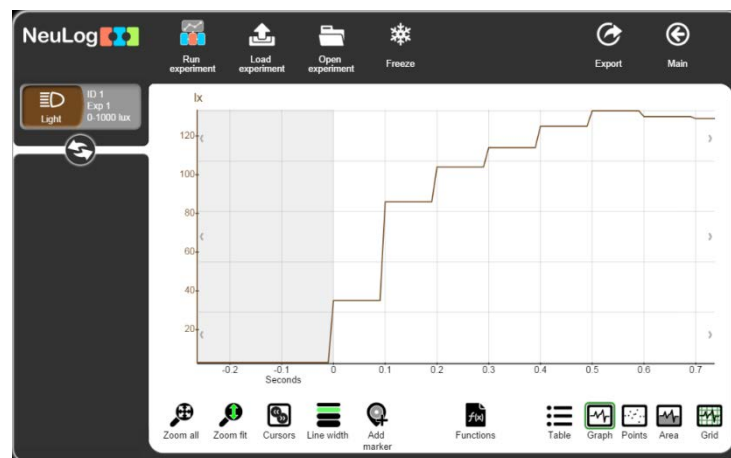 NeuLog
Run
experiment
Load
experiment
Open
experiment
Freeze
Export
Main
Light
ID 1
Exp 1
0-1000 lux
lx
120
100
80
60
40
20
-0.2 -0.1 0 0.1 0.2 0.3 0.4 0.5 0.6 0.7
Seconds
Zoom all
Zoom fit
Cursors
Line width
Add
marker
f(x)
Functions
Table
Graph
Points
Area
Grid